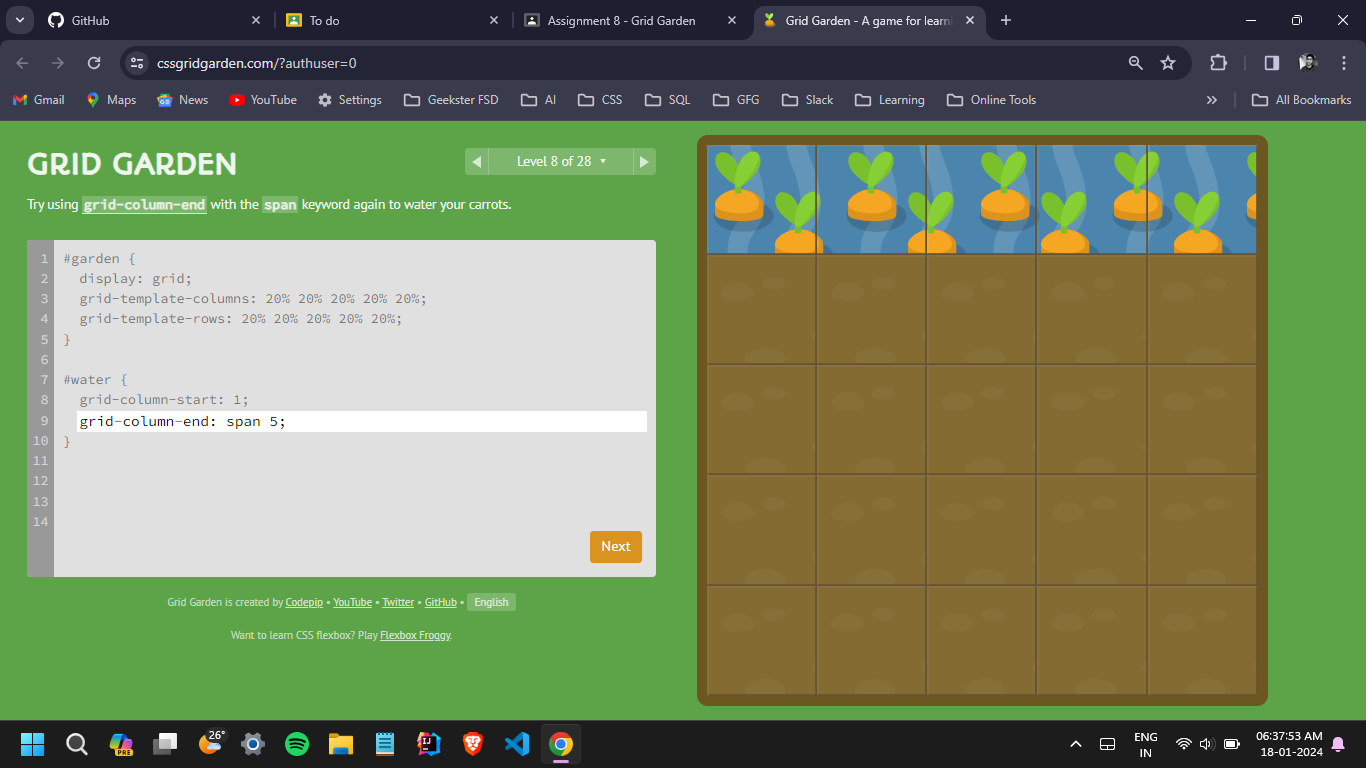 GitHub
To do
Assignment 8 - Grid Garden
Grid Garden - A game for learni
cssgridgarden.com/?authuser=0
Gmail
Maps
News
YouTube
Settings
Geekster FSD
AI
CSS
SQL
GFG
Slack
Learning
Online Tools
»
All Bookmarks
GRID GARDEN
Level 8 of 28
Try using grid-column-end with the span keyword again to water your carrots.
1 #garden {
2 display: grid;
3 grid-template-columns: 20% 20% 20% 20% 20%;
4 grid-template-rows: 20% 20% 20% 20% 20%;
5 }
6
7 #water {
8 grid-column-start: 1;
9 grid-column-end: span 5;
10 }
11
12
13
14
Next
Grid Garden is created by Codepip • YouTube • Twitter • GitHub • English
Want to learn CSS flexbox? Play Flexbox Froggy.
PRE
26°
ENG
IN
06:37:53 AM
18-01-2024